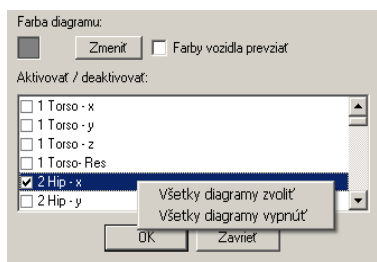 Farba diagramu:
Zmeniť
Farby vozidla prevziať
Aktivovať / deaktivovať:
1 Torso - x
1 Torso - y
1 Torso - z
1 Torso- Res
2 Hip - x
2 Hip - y
Všetky diagramy zvoliť
Všetky diagramy vypnúť
OK
Zavrieť